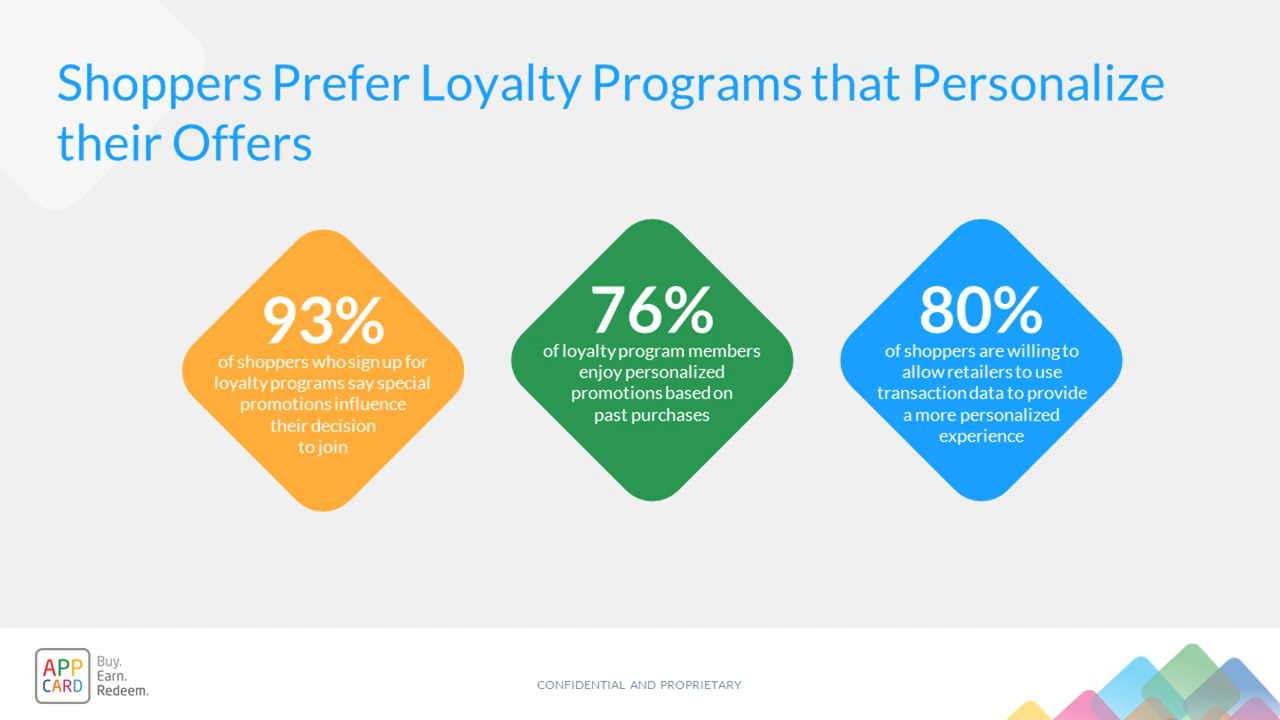 Shoppers Prefer Loyalty Programs that Personalize
their Offers
93%
of shoppers who sign up for
loyalty programs say special
promotions influence
their decision
to join
76%
of loyalty program members
enjoy personalized
promotions based on
past purchases
80%
of shoppers are willing to
allow retailers to use
transaction data to provide
a more personalized
experience
APP
CARD
Buy.
Earn.
Redeem.
CONFIDENTIAL AND PROPRIETARY